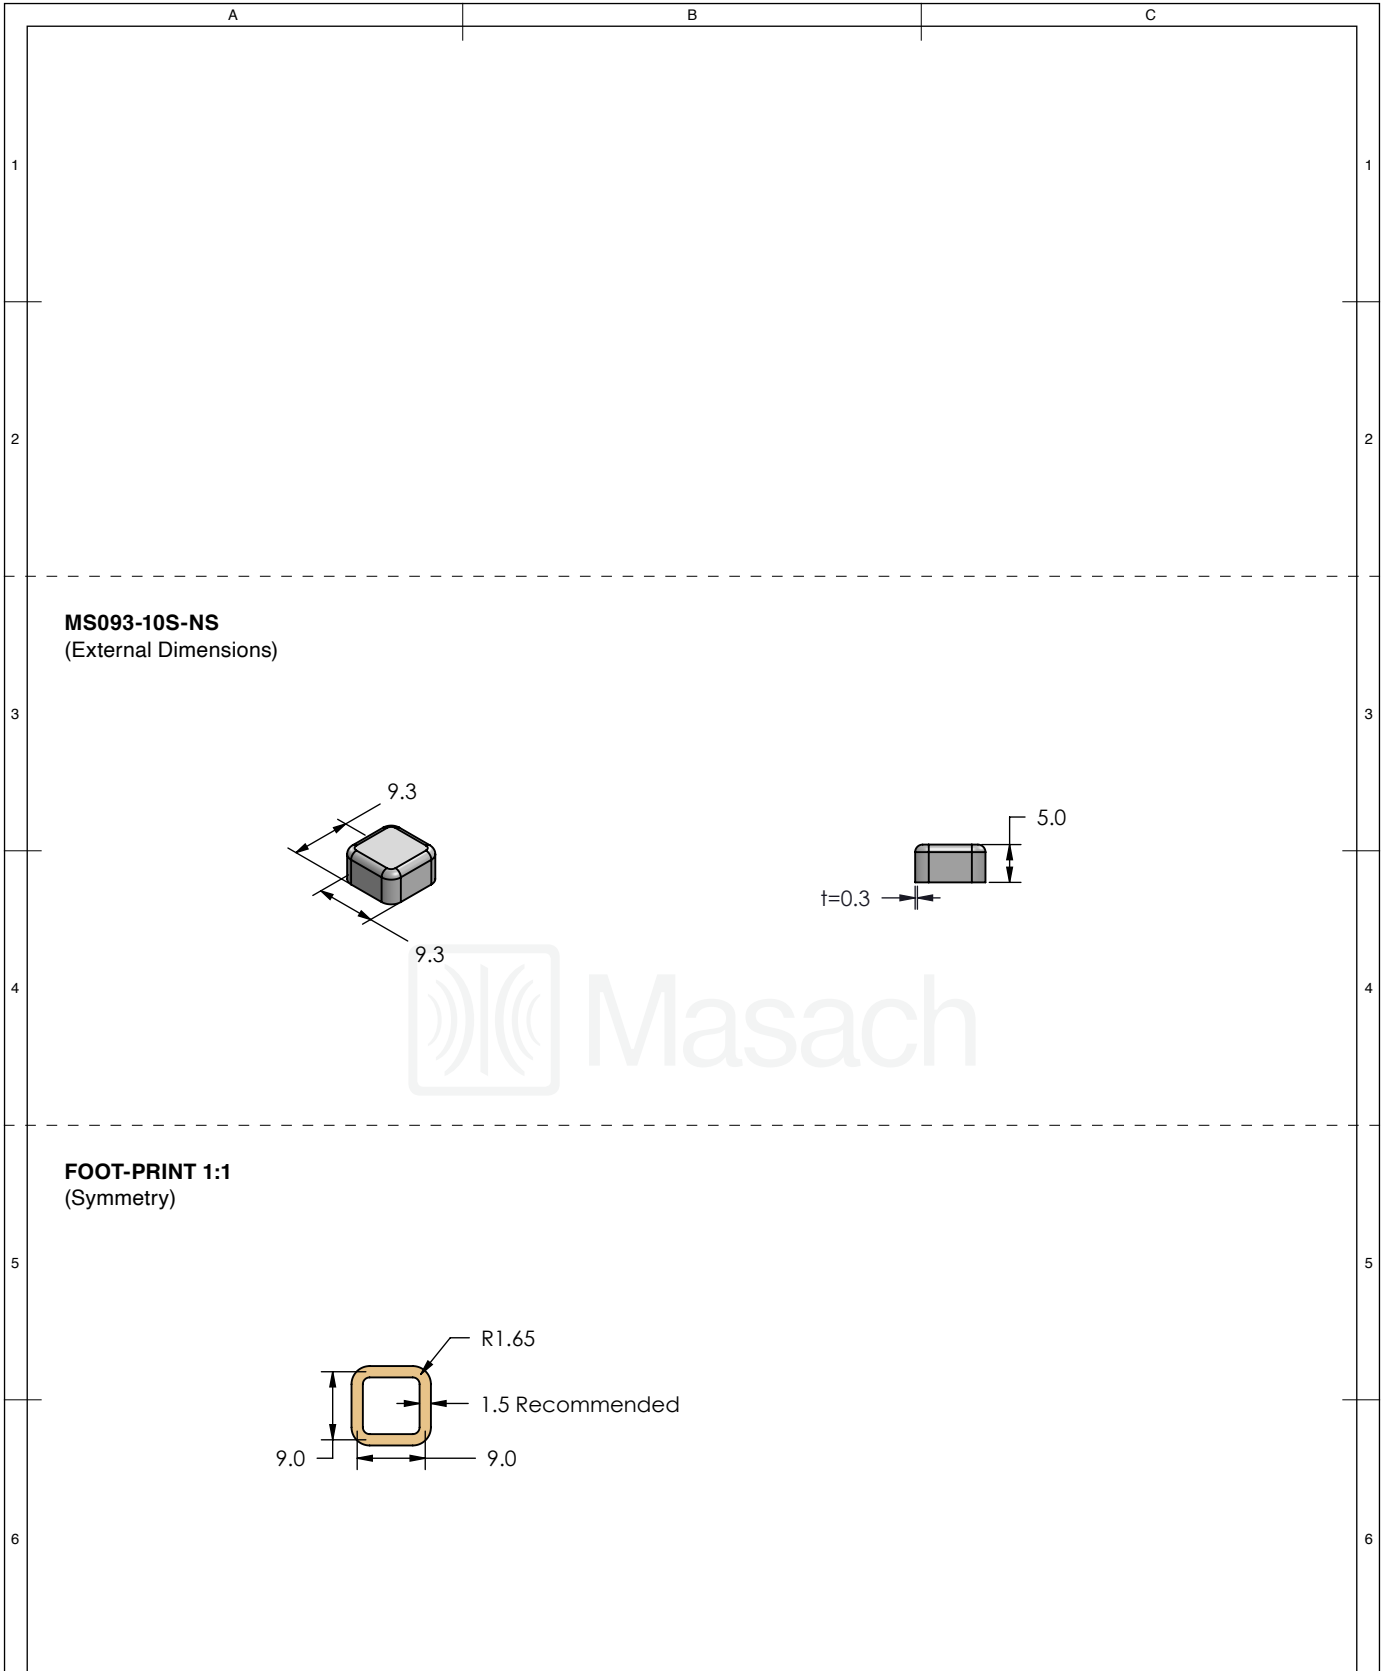 A B C
1 1
2 2
MS093-10S-NS
(External Dimensions)
3 3
9.3
5.0
t=0.3
9.3
Masach
4 4
FOOT-PRINT 1:1
(Symmetry)
5 5
R1.65
1.5 Recommended
9.0 9.0
6 6